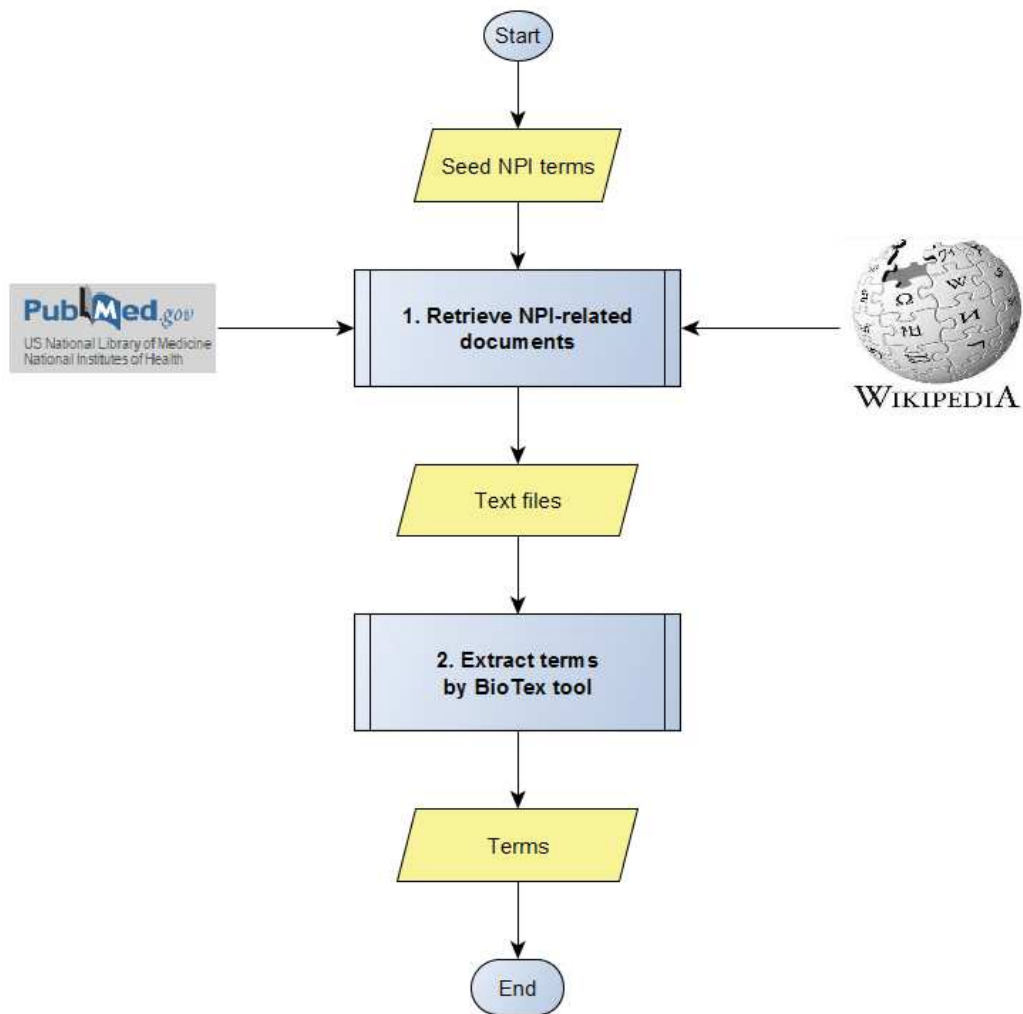 Start
Seed NPI terms
PubMed.gov
US National Library of Medicine
National Institutes of Health
1. Retrieve NPI-related
documents
WIKIPEDIA
Text files
2. Extract terms
by BioTex tool
Terms
End